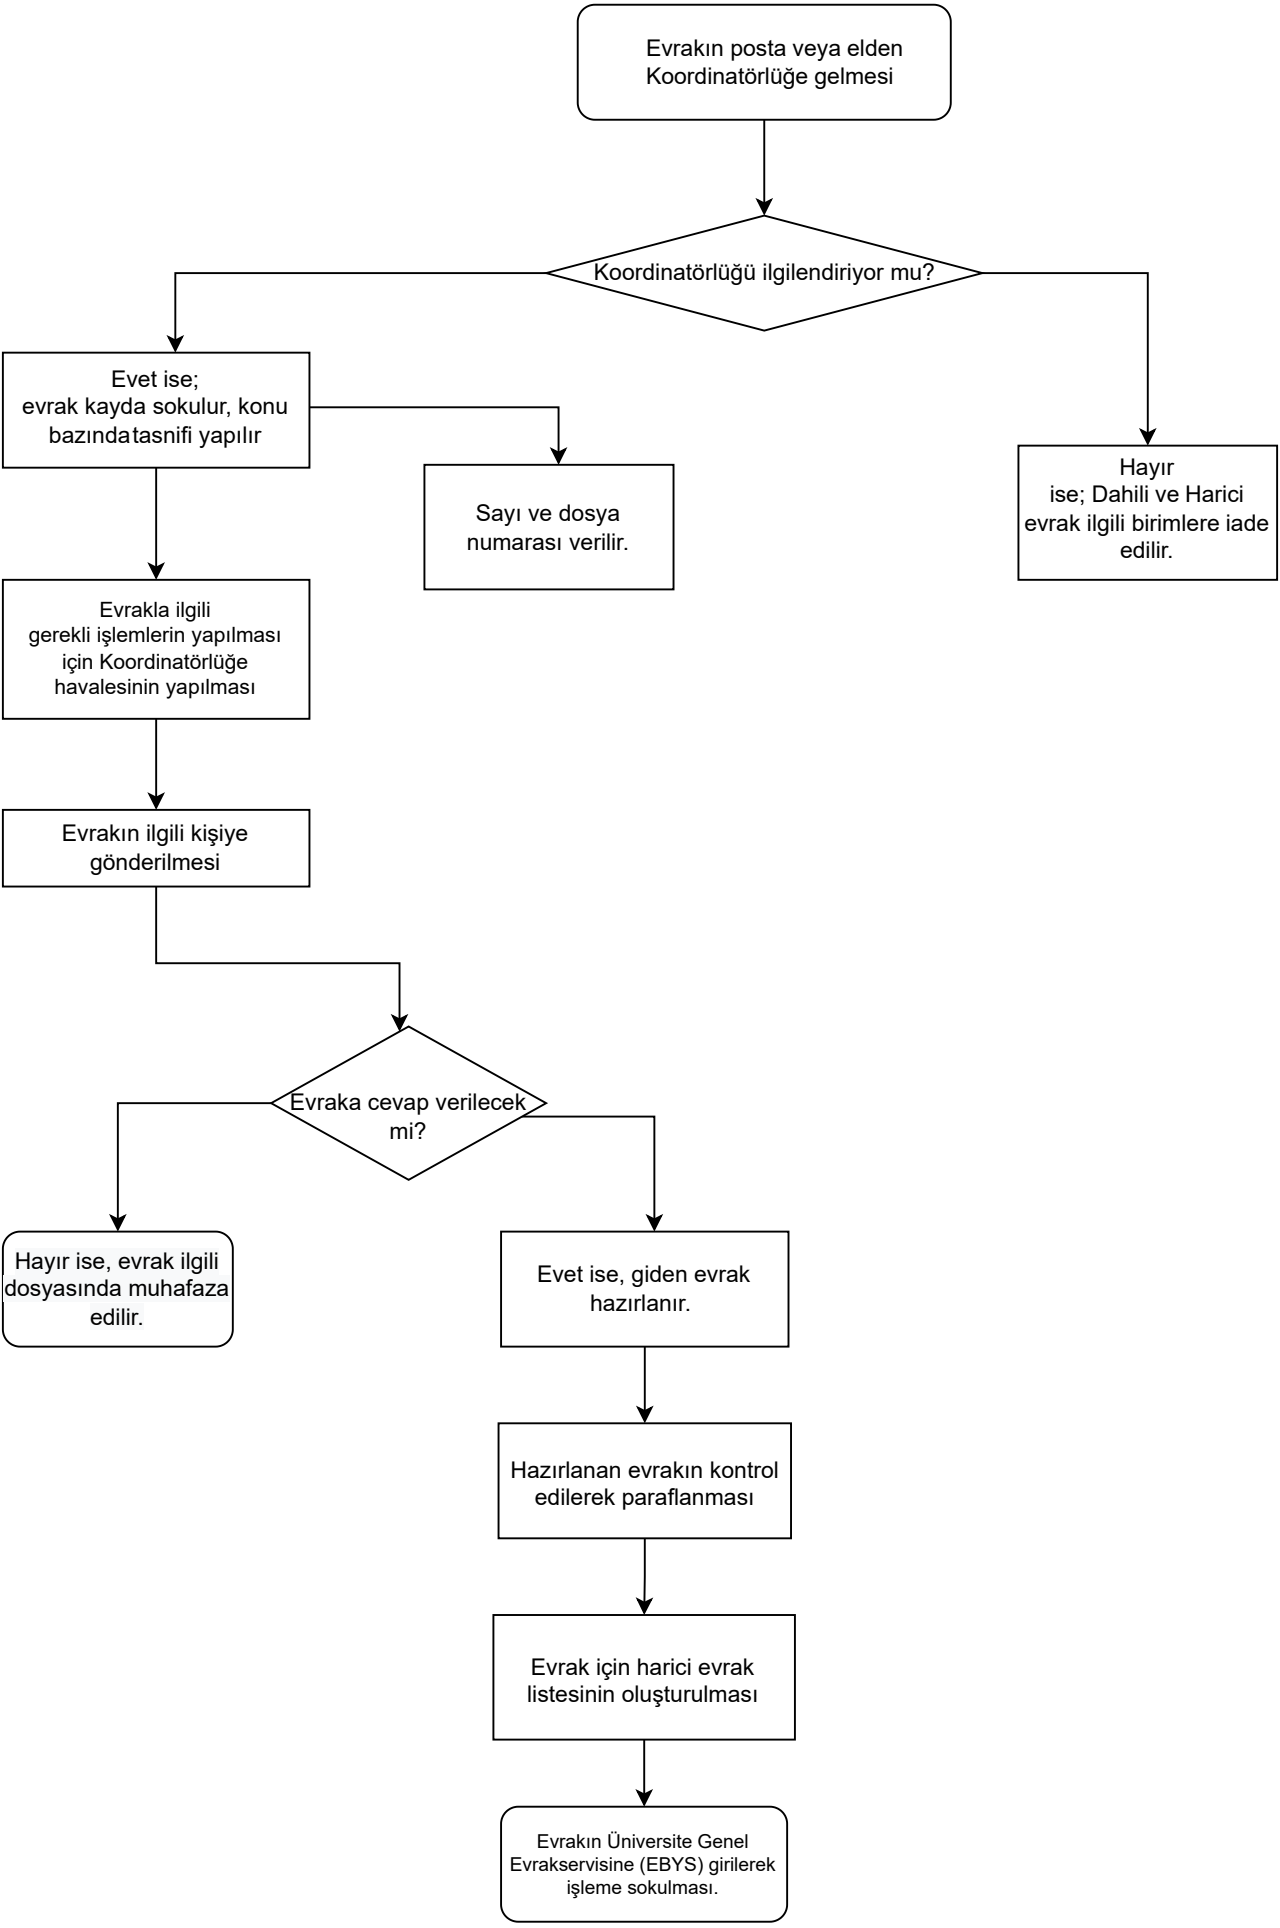 Evrakın posta veya elden
Koordinatörlüğe gelmesi
Koordinatörlüğü ilgilendiriyor mu?
Evet ise;
evrak kayda sokulur, konu
bazında tasnifi yapılır
Sayı ve dosya
numarası verilir.
Hayır
ise; Dahili ve Harici
evrak ilgili birimlere iade
edilir.
Evrakla ilgili
gerekli işlemlerin yapılması
için Koordinatörlüğe
havalesinin yapılması
Evrakın ilgili kişiye
gönderilmesi
Evraka cevap verilecek
mi?
Hayır ise, evrak ilgili
dosyasında muhafaza
edilir.
Evet ise, giden evrak
hazırlanır.
Hazırlanan evrakın kontrol
edilerek paraflanması
Evrak için harici evrak
listesinin oluşturulması
Evrakın Üniversite Genel
Evrakservisine (EBYS) girilerek
işleme sokulması.